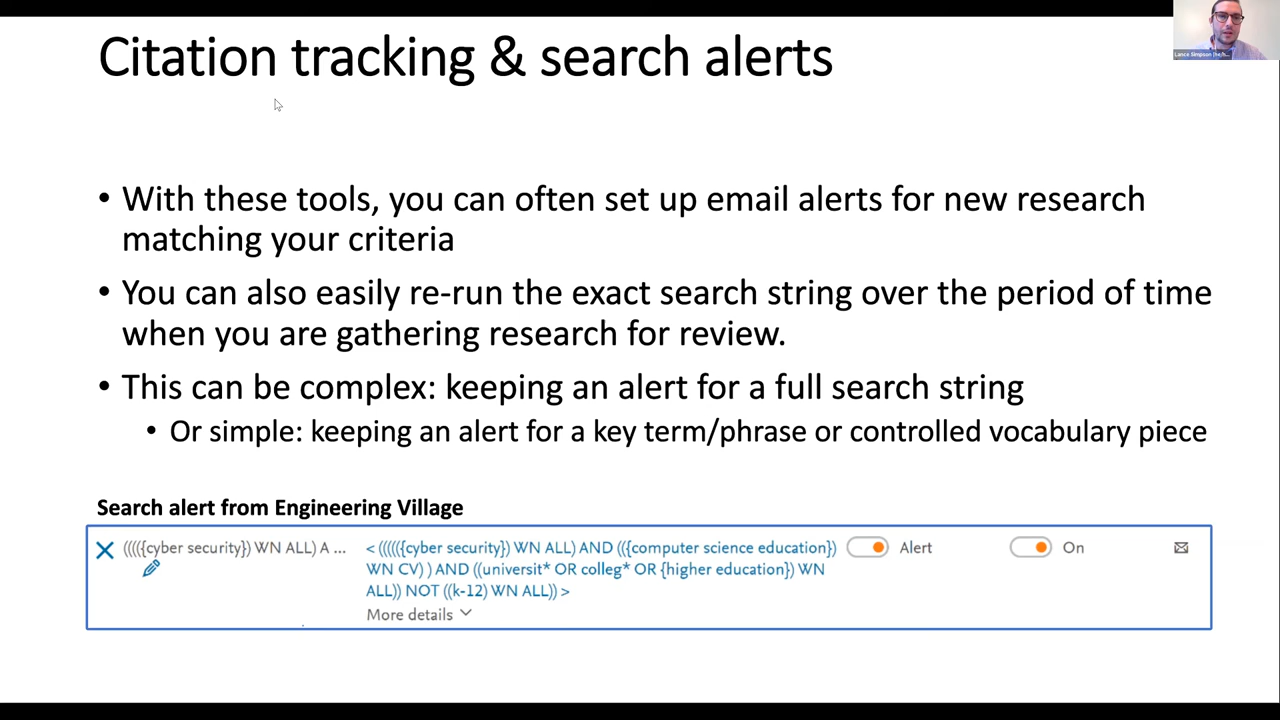 Citation tracking & search alerts
Lance Simpson
• With these tools, you can often set up email alerts for new research
matching your criteria
• You can also easily re-run the exact search string over the period of time
when you are gathering research for review.
• This can be complex: keeping an alert for a full search string
• Or simple: keeping an alert for a key term/phrase or controlled vocabulary piece
Search alert from Engineering Village
(((({cyber security}) WN ALL) A ...
< (((((({cyber security}) WN ALL) AND (({computer science education})
WN CV) ) AND ((universit* OR colleg* OR {higher education}) WN
ALL)) NOT ((k-12) WN ALL)) >
More details
Alert
On